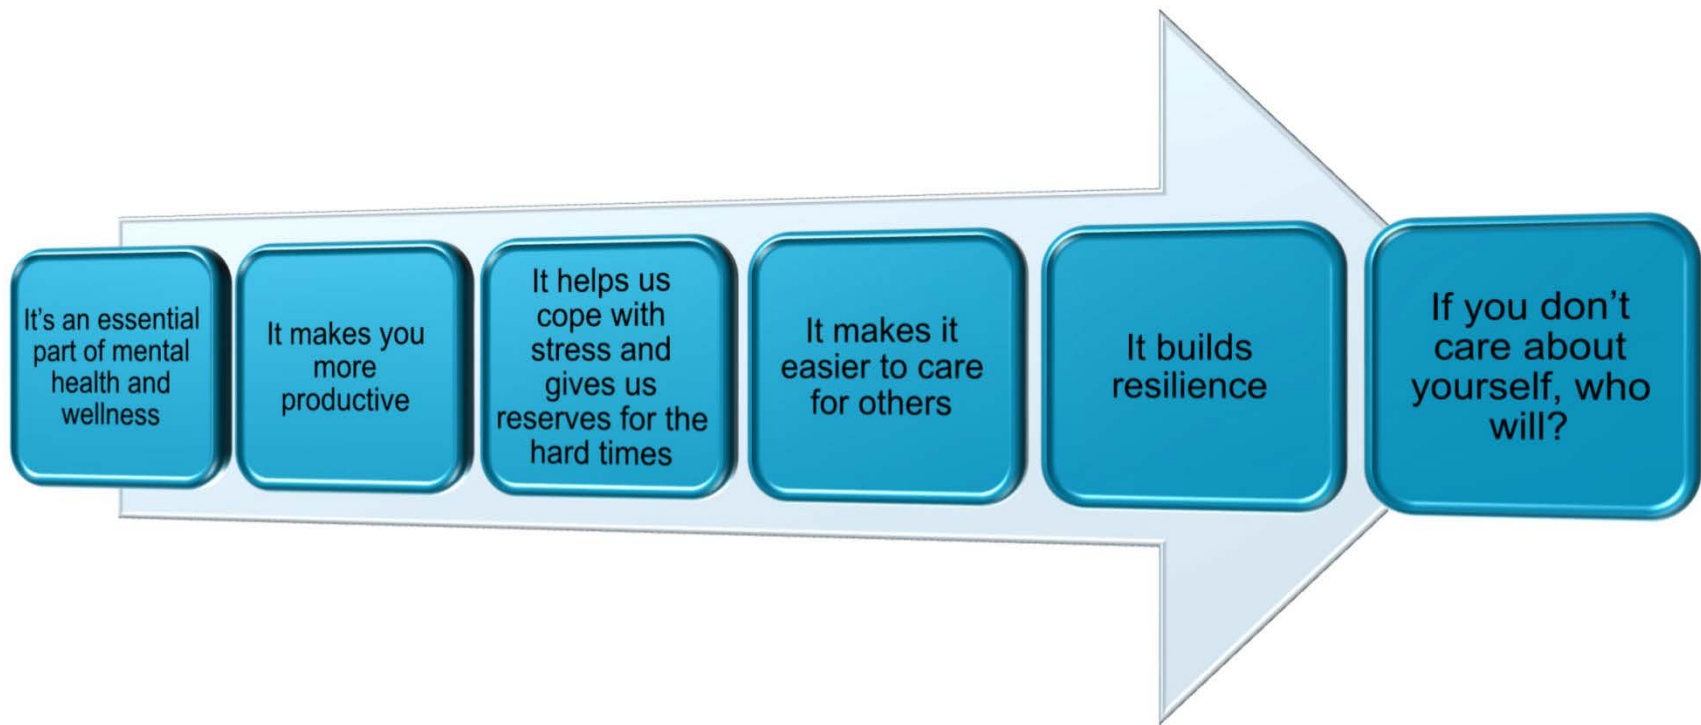 It's an essential
part of mental
health and
wellness
It makes you
more
productive
It helps us
cope with
stress and
gives us
reserves for the
hard times
It makes it
easier to care
for others
It builds
resilience
If you don't
care about
yourself, who
will?